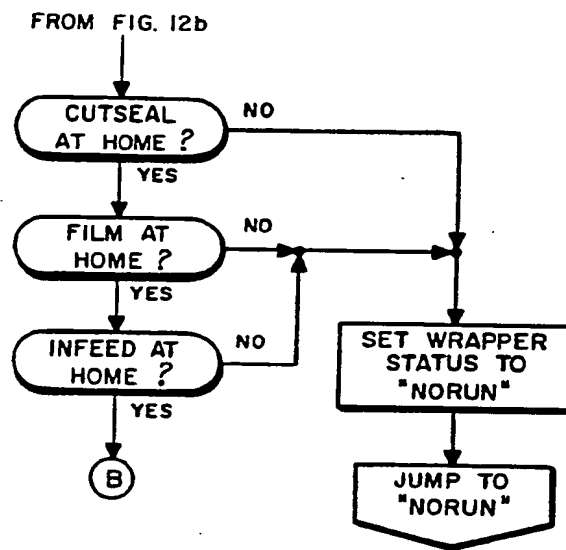 FROM FIG. 12b
CUTSEAL
AT HOME ?
NO
YES
FILM AT
HOME ?
NO
YES
INFEED AT
HOME ?
NO
YES
B
SET WRAPPER
STATUS TO
"NORUN"
JUMP TO
"NORUN"